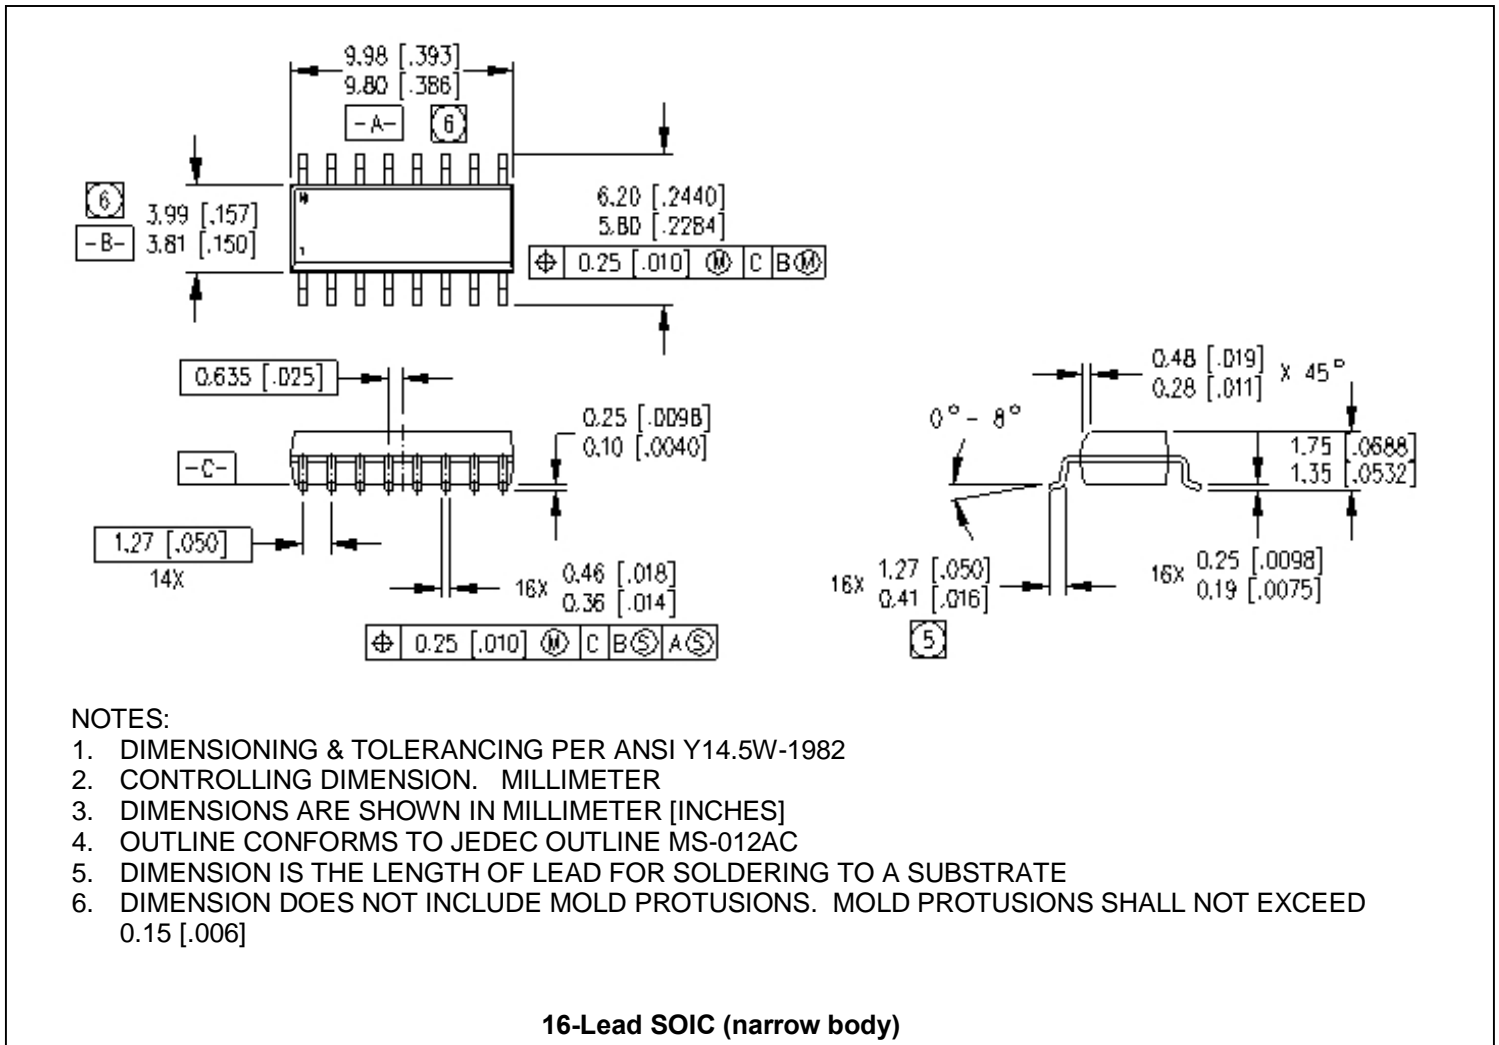 9.98 [.393]
9.80 [.386]
-A- 6
6
3.99 [.157]
-B- 3.81 [.150]
1
6.20 [.2440]
5.80 [.2284]
⌖ 0.25 [.010] Ⓜ C BⓂ
0.635 [.025]
0.25 [.0098]
0.10 [.0040]
-C-
1.27 [.050]
14X
16X 0.46 [.018]
0.36 [.014]
⌖ 0.25 [.010] Ⓜ C BⓈ AⓈ
0.48 [.019]
0.28 [.011] X 45°
0° - 8°
1.75 [.0688]
1.35 [.0532]
16X 1.27 [.050]
0.41 [.016]
5
16X 0.25 [.0098]
0.19 [.0075]
NOTES:
1. DIMENSIONING & TOLERANCING PER ANSI Y14.5W-1982
2. CONTROLLING DIMENSION. MILLIMETER
3. DIMENSIONS ARE SHOWN IN MILLIMETER [INCHES]
4. OUTLINE CONFORMS TO JEDEC OUTLINE MS-012AC
5. DIMENSION IS THE LENGTH OF LEAD FOR SOLDERING TO A SUBSTRATE
6. DIMENSION DOES NOT INCLUDE MOLD PROTUSIONS. MOLD PROTUSIONS SHALL NOT EXCEED
0.15 [.006]
16-Lead SOIC (narrow body)